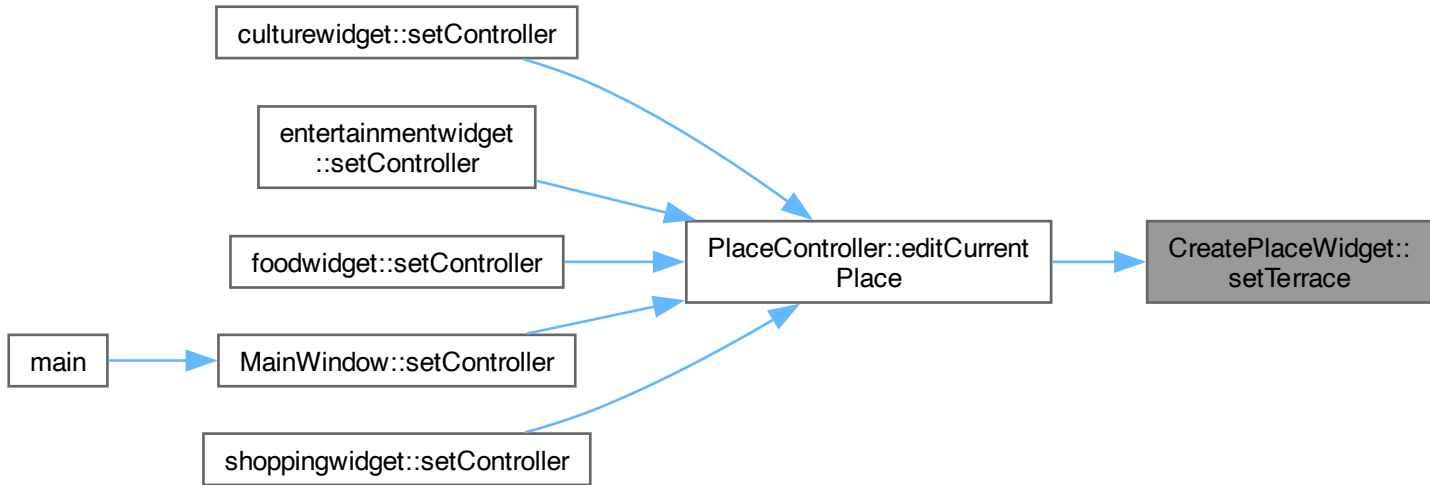 culturewidget::setController
entertainmentwidget
::setController
foodwidget::setController
main
MainWindow::setController
shoppingwidget::setController
PlaceController::editCurrent
Place
CreatePlaceWidget::
setTerrace